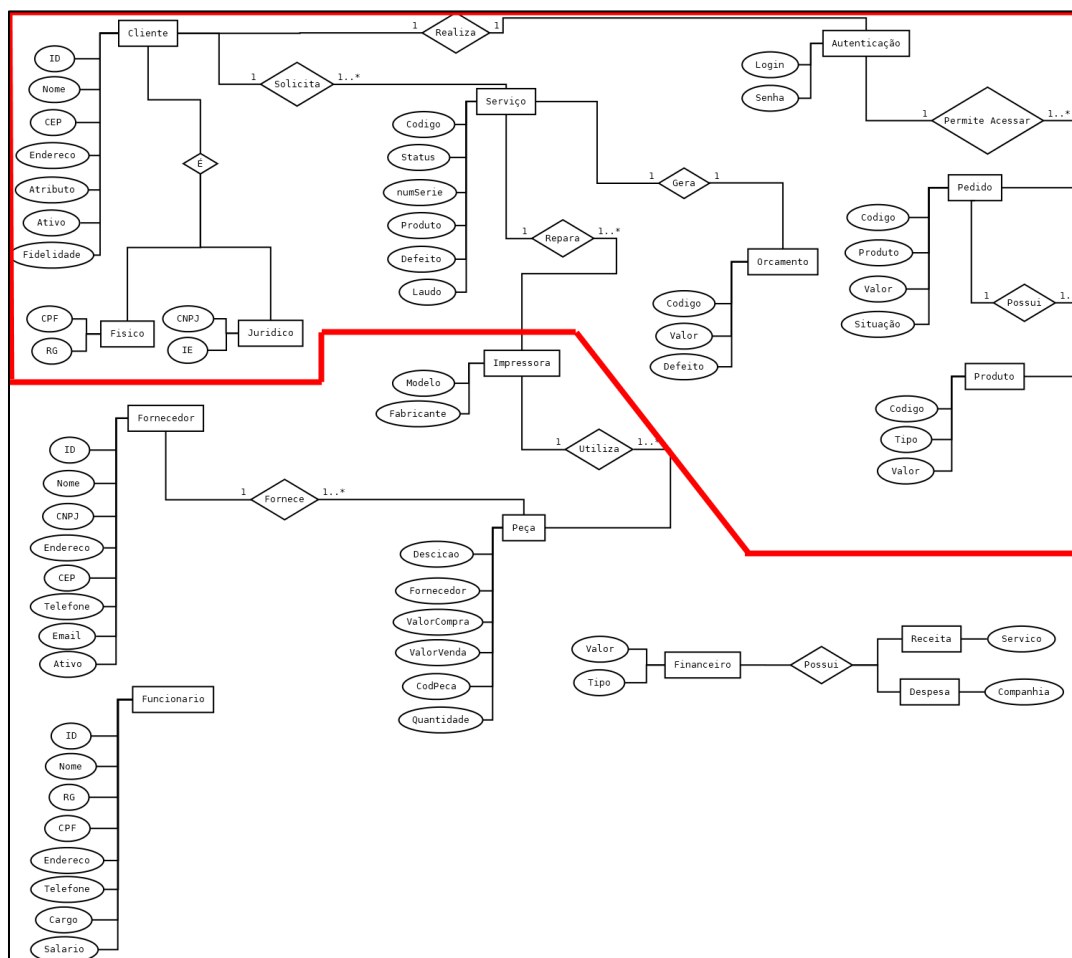 Cliente
1
Realiza
1
Autenticação
ID
Nome
CEP
Endereco
Atributo
Ativo
Fidelidade
1
Solicita
1..*
Login
Senha
1
Permite Acessar
1..*
Serviço
Codigo
Status
numSerie
Produto
Defeito
Laudo
É
1
Gera
1
Pedido
Codigo
Produto
Valor
Situação
1
Repara
1..*
Orcamento
Codigo
Valor
Defeito
1
Possui
1..
CPF
RG
Fisico
CNPJ
IE
Juridico
Impressora
Modelo
Fabricante
Produto
Codigo
Tipo
Valor
1
Utiliza
1..*
Fornecedor
ID
Nome
CNPJ
Endereco
CEP
Telefone
Email
Ativo
1
Fornece
1..*
Peça
Descicao
Fornecedor
ValorCompra
ValorVenda
CodPeca
Quantidade
Valor
Tipo
Financeiro
Possui
Receita
Servico
Despesa
Companhia
Funcionario
ID
Nome
RG
CPF
Endereco
Telefone
Cargo
Salario